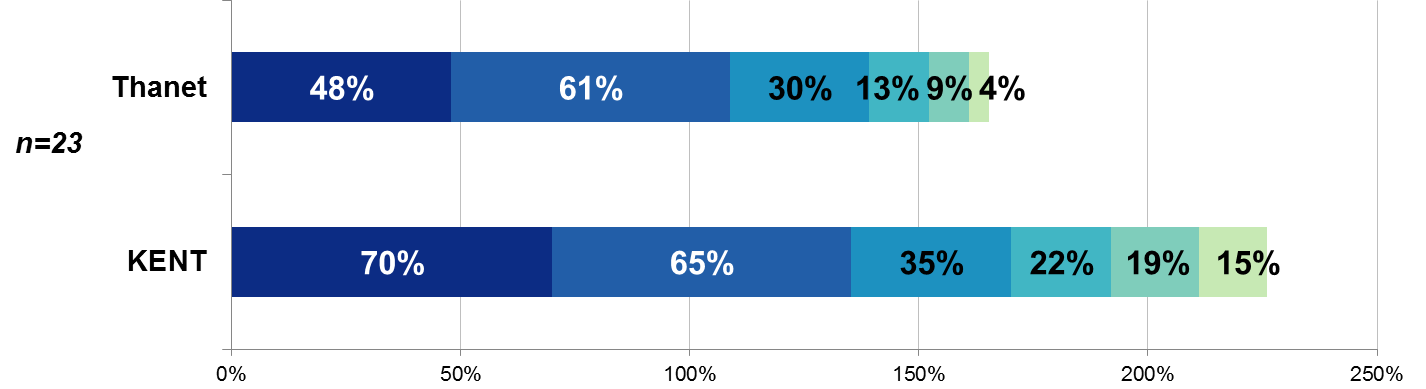 Thanet
48% 61% 30% 13% 9% 4%
n=23
KENT
70% 65% 35% 22% 19% 15%
0% 50% 100% 150% 200% 250%